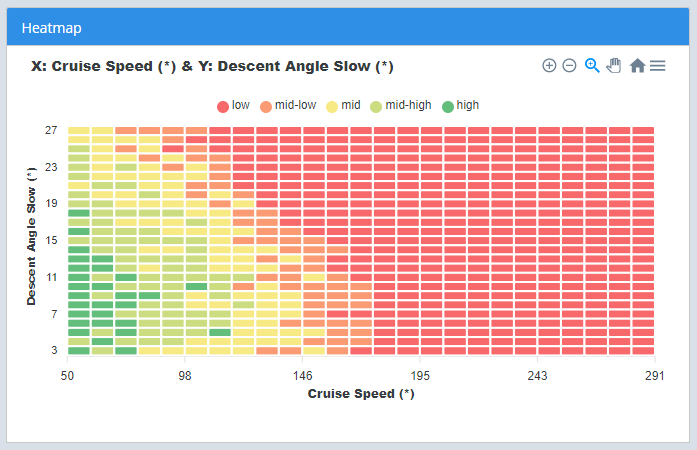 Heatmap
X: Cruise Speed (*) & Y: Descent Angle Slow (*)
low mid-low mid mid-high high
Descent Angle Slow (*)
27
23
19
15
11
7
3
50 98 146 195 243 291
Cruise Speed (*)